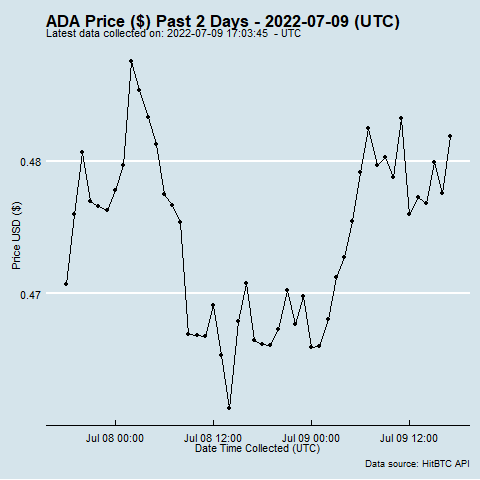 ADA Price ($) Past 2 Days - 2022-07-09 (UTC)
Latest data collected on: 2022-07-09 17:03:45 - UTC
0.48
Price USD ($)
0.47
Jul 08 00:00 Jul 08 12:00 Jul 09 00:00 Jul 09 12:00
Date Time Collected (UTC)
Data source: HitBTC API